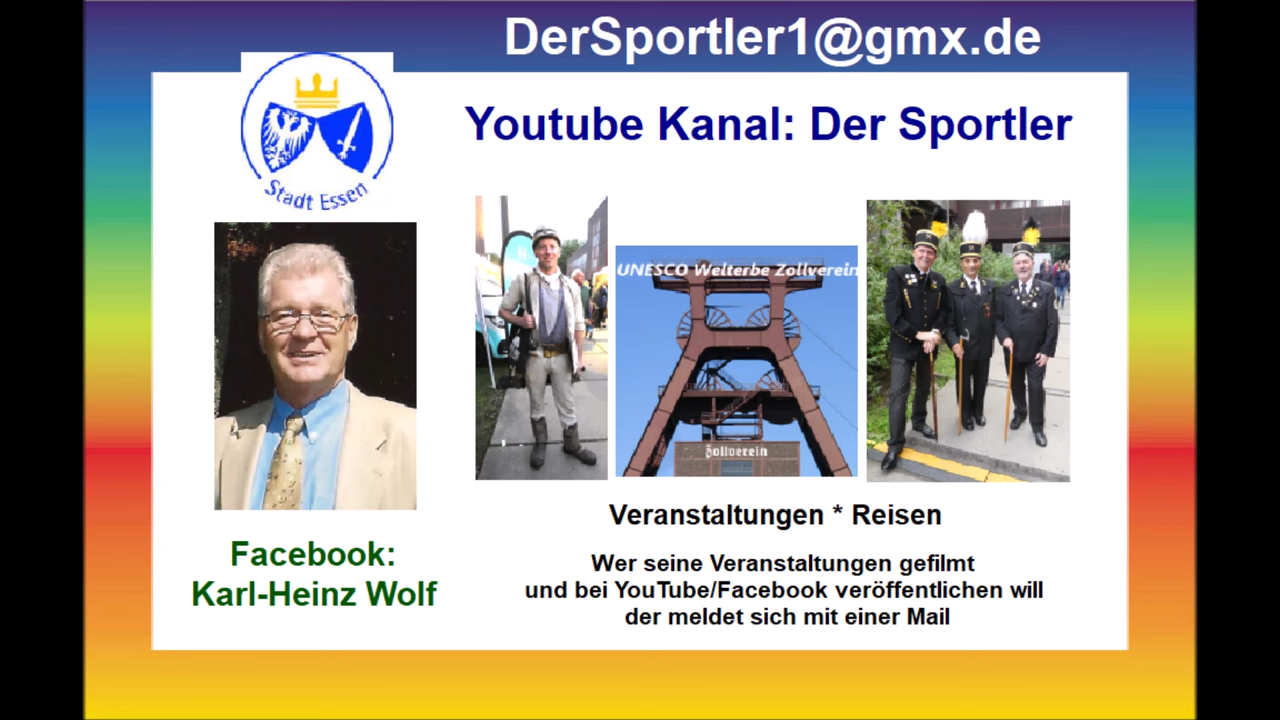 DerSportler1@gmx.de
Youtube Kanal: Der Sportler
Stadt Essen
UNESCO Welterbe Zollverein
Zollverein
Veranstaltungen * Reisen
Facebook:
Karl-Heinz Wolf
Wer seine Veranstaltungen gefilmt
und bei YouTube/Facebook veröffentlichen will
der meldet sich mit einer Mail